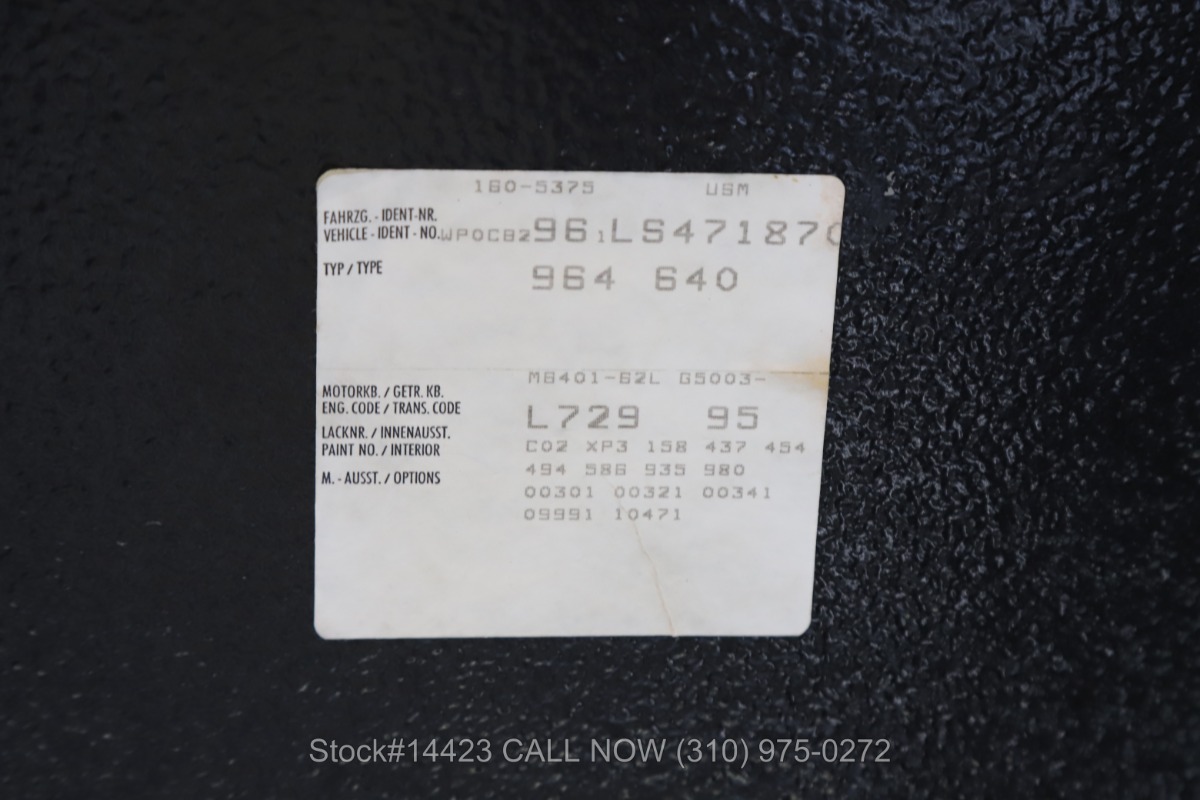 160-5375 USM
FAHRZG. - IDENT-NR.
VEHICLE - IDENT - NO. WP0CB2961LS471870
TYP / TYPE 964 640
M6401-62L G5003-
MOTORKB. / GETR. KB.
ENG. CODE / TRANS. CODE
L729 95
LACKNR. / INNENAUSST.
PAINT NO. / INTERIOR
C02 XP3 158 437 454
M. - AUSST. / OPTIONS
494 586 935 980
00301 00321 00341
09991 10471
Stock#14423 CALL NOW (310) 975-0272